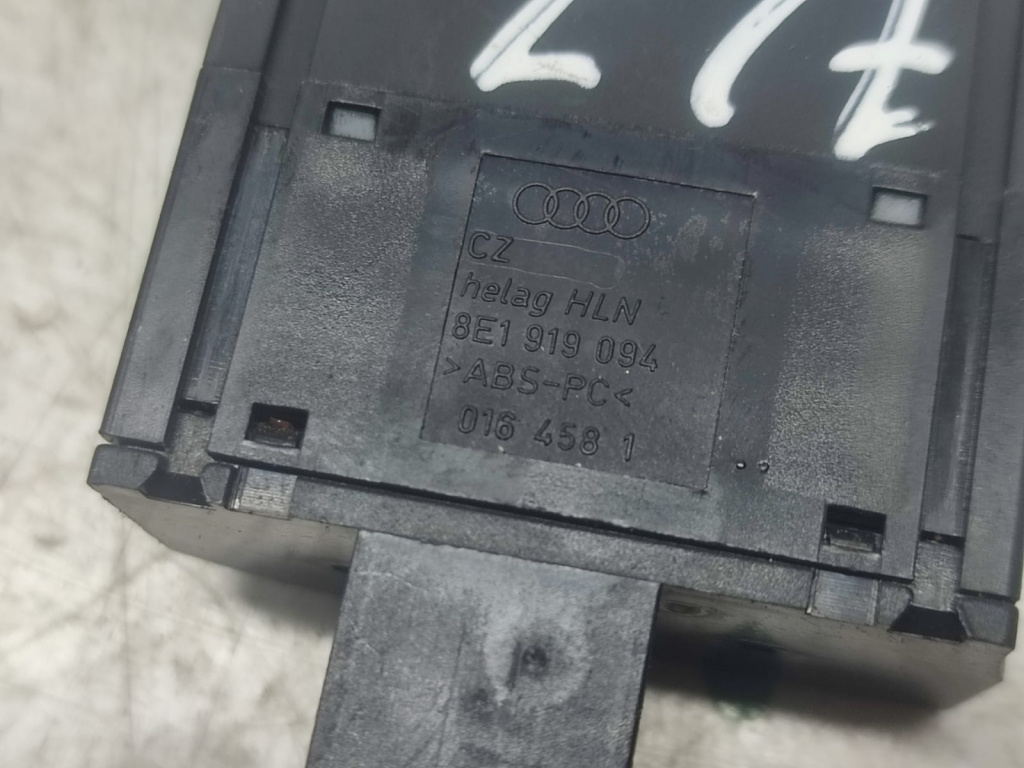 CZ
helag HLN
8E1 919 094
>ABS-PC<
016 458 1